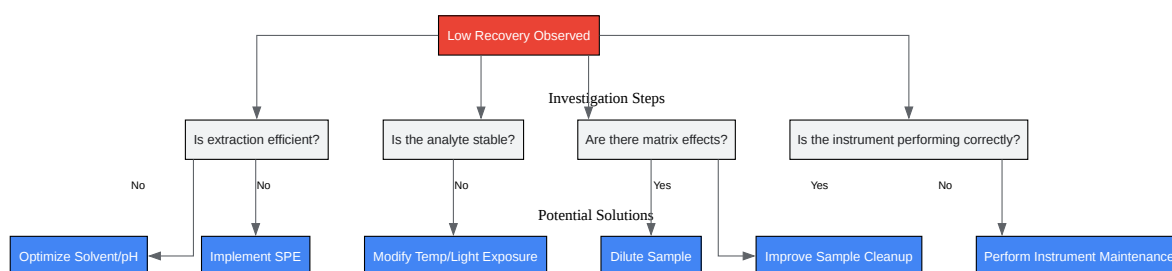 Low Recovery Observed
Investigation Steps
Is extraction efficient?
Is the analyte stable?
Are there matrix effects?
Is the instrument performing correctly?
No
No
No
Yes
Yes
No
Potential Solutions
Optimize Solvent/pH
Implement SPE
Modify Temp/Light Exposure
Dilute Sample
Improve Sample Cleanup
Perform Instrument Maintenance